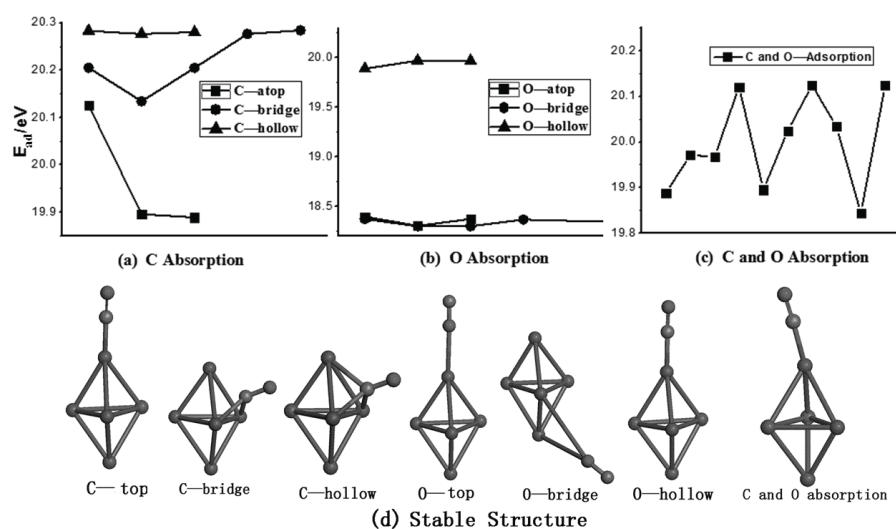 E_ad/eV
20.3
20.2
20.1
20.0
19.9
C—atop
C—bridge
C—hollow
(a) C Absorption
20.0
19.5
19.0
18.5
O—atop
O—bridge
O—hollow
(b) O Absorption
20.2
20.1
20.0
19.9
19.8
C and O—Adsorption
(c) C and O Absorption
C—top
C—bridge
C—hollow
O—top
O—bridge
O—hollow
C and O absorption
(d) Stable Structure